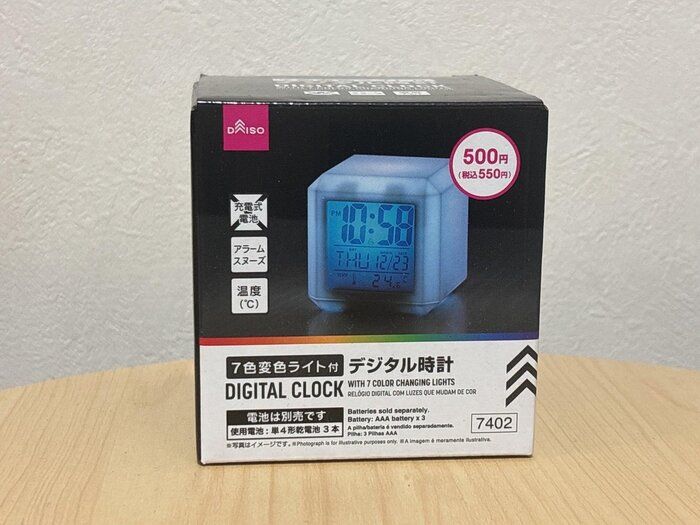 DAISO
500円
(税込550円)
充電式
電池
アラーム
スヌーズ
温度
(℃)
PM 10:58
THU 12/23
24.
7色変色ライト付 デジタル時計
DIGITAL CLOCK WITH 7 COLOR CHANGING LIGHTS
RELÓGIO DIGITAL COM LUZES QUE MUDAM DE COR
電池は別売です
使用電池:単4形乾電池 3本
Batteries sold separately.
Battery: AAA battery x 3
A pilha/bateria é vendido separadamente.
Pilha: 3 Pilhas AAA
7402
※写真はイメージです。 ※Photograph is for illustrative purposes only. ※A imagem é meramente ilustrativa.